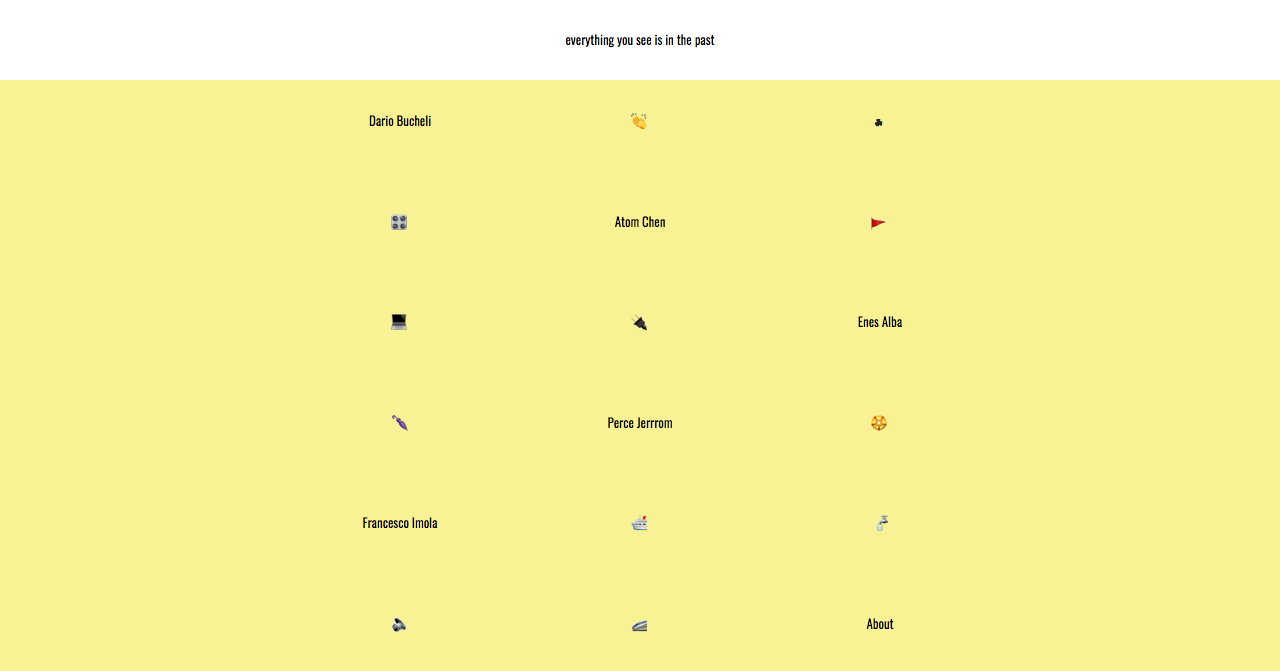 everything you see is in the past
Dario Bucheli
Atom Chen
Enes Alba
Perce Jerrrom
Francesco Imola
About